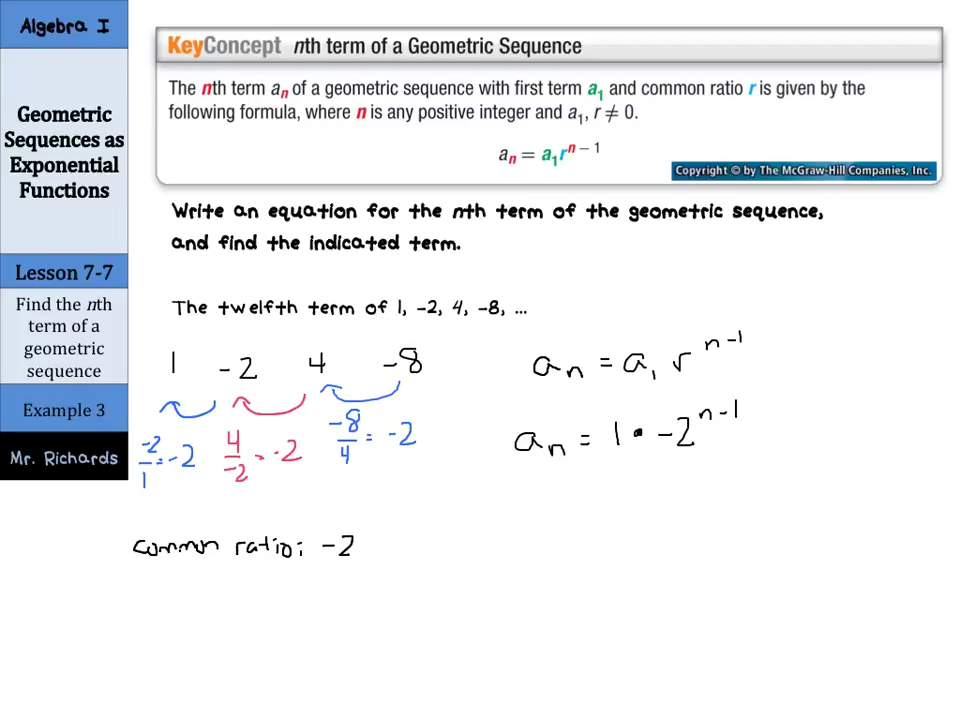 Algebra I
Geometric
Sequences as
Exponential
Functions
Lesson 7-7
Find the nth
term of a
geometric
sequence
Example 3
Mr. Richards
KeyConcept nth term of a Geometric Sequence
The nth term aₙ of a geometric sequence with first term a₁ and common ratio r is given by the
following formula, where n is any positive integer and a₁, r ≠ 0.
aₙ = a₁rⁿ⁻¹
Copyright © by The McGraw-Hill Companies, Inc.
Write an equation for the nth term of the geometric sequence,
and find the indicated term.
The twelfth term of 1, -2, 4, -8, ...
1 -2 4 -8
-2/1 = -2 4/-2 = -2 -8/4 = -2
common ratio: -2
aₙ = a₁ rⁿ⁻¹
aₙ = 1 • -2ⁿ⁻¹